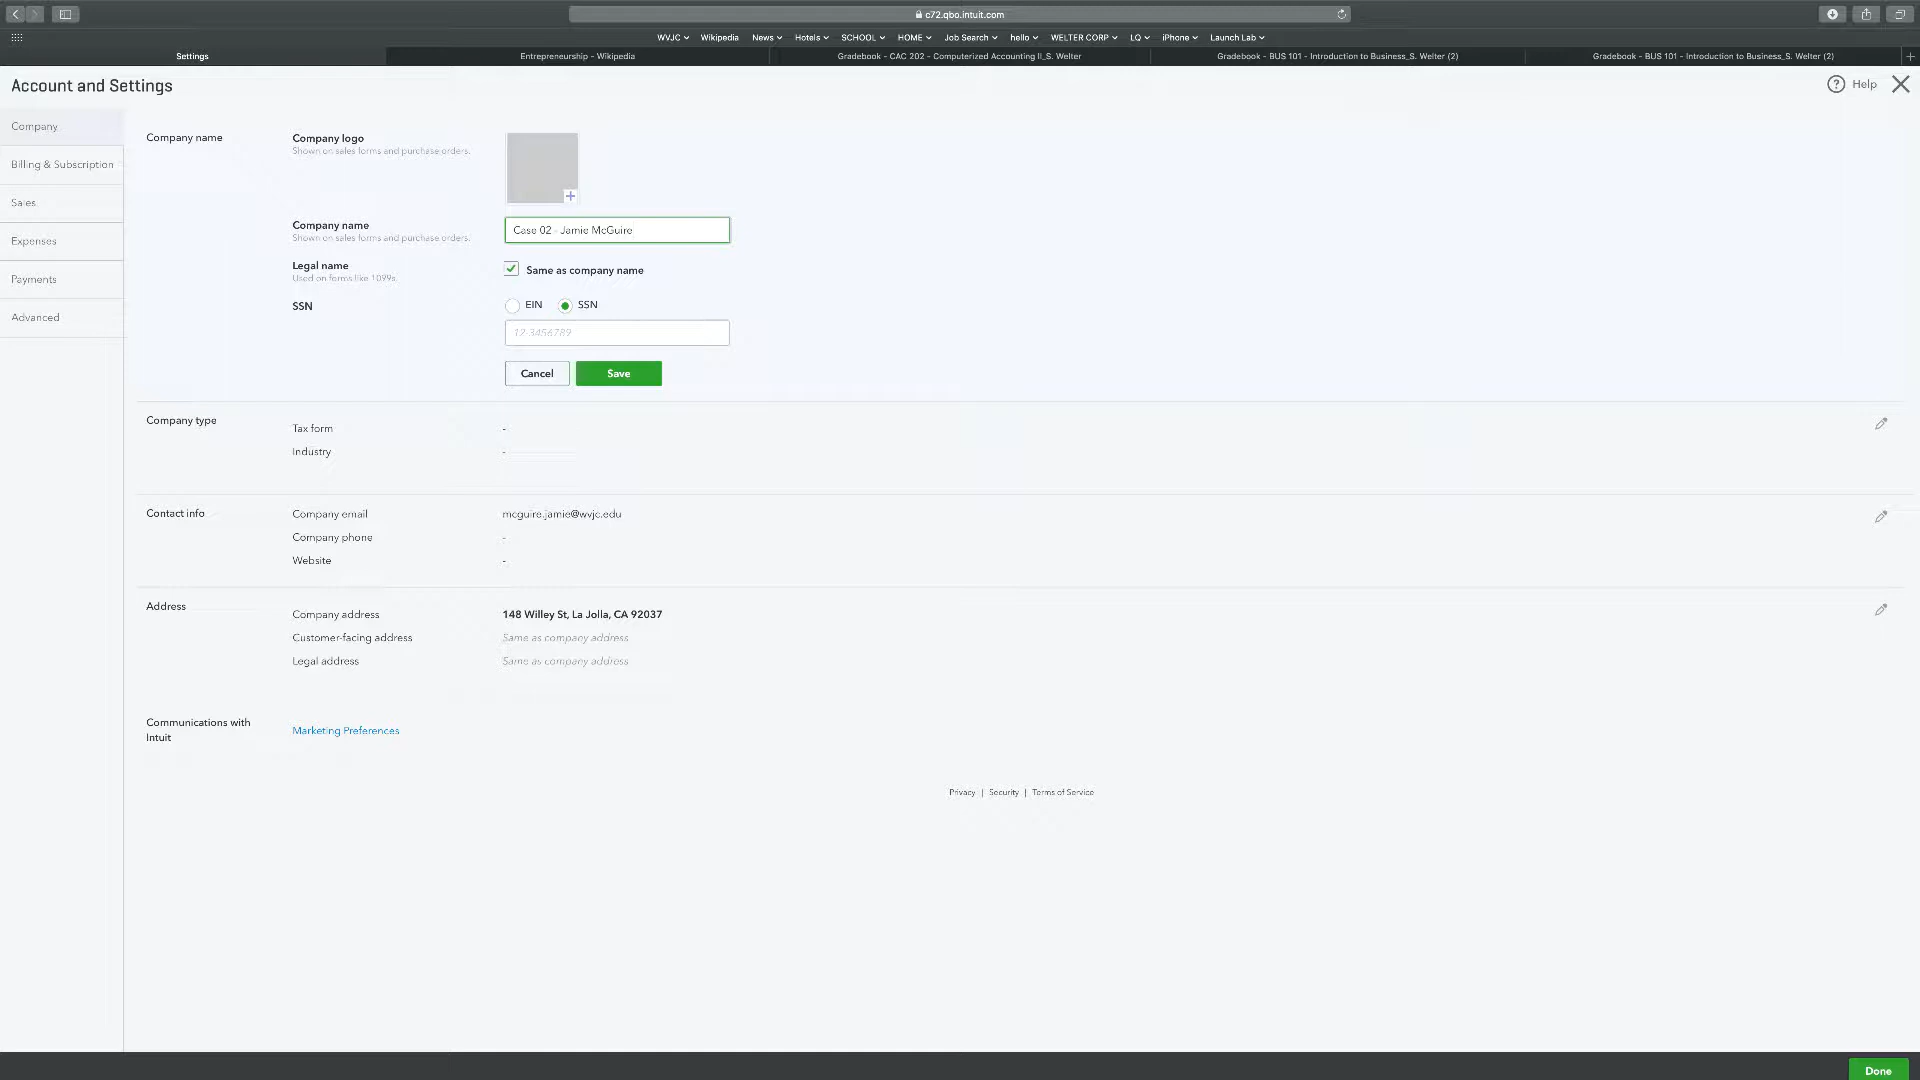 c72.qbo.intuit.com
WVJC Wikipedia News Hotels SCHOOL HOME Job Search hello WELTER CORP LQ iPhone Launch Lab
Settings Entrepreneurship - Wikipedia Gradebook - CAC 202 - Computerized Accounting II_S. Welter Gradebook - BUS 101 - Introduction to Business_S. Welter (2) Gradebook - BUS 101 - Introduction to Business_S. Welter (2)
Account and Settings
? Help
Company
Billing & Subscription
Sales
Expenses
Payments
Advanced
Company name
Company logo
Shown on sales forms and purchase orders.
+
Company name
Shown on sales forms and purchase orders.
Case 02 - Jamie McGuire
Legal name
Used on forms like 1099s.
Same as company name
SSN
EIN SSN
12-3456789
Cancel Save
Company type
Tax form -
Industry -
Contact info
Company email mcguire.jamie@wvjc.edu
Company phone -
Website -
Address
Company address 148 Willey St, La Jolla, CA 92037
Customer-facing address Same as company address
Legal address Same as company address
Communications with
Intuit
Marketing Preferences
Privacy | Security | Terms of Service
Done